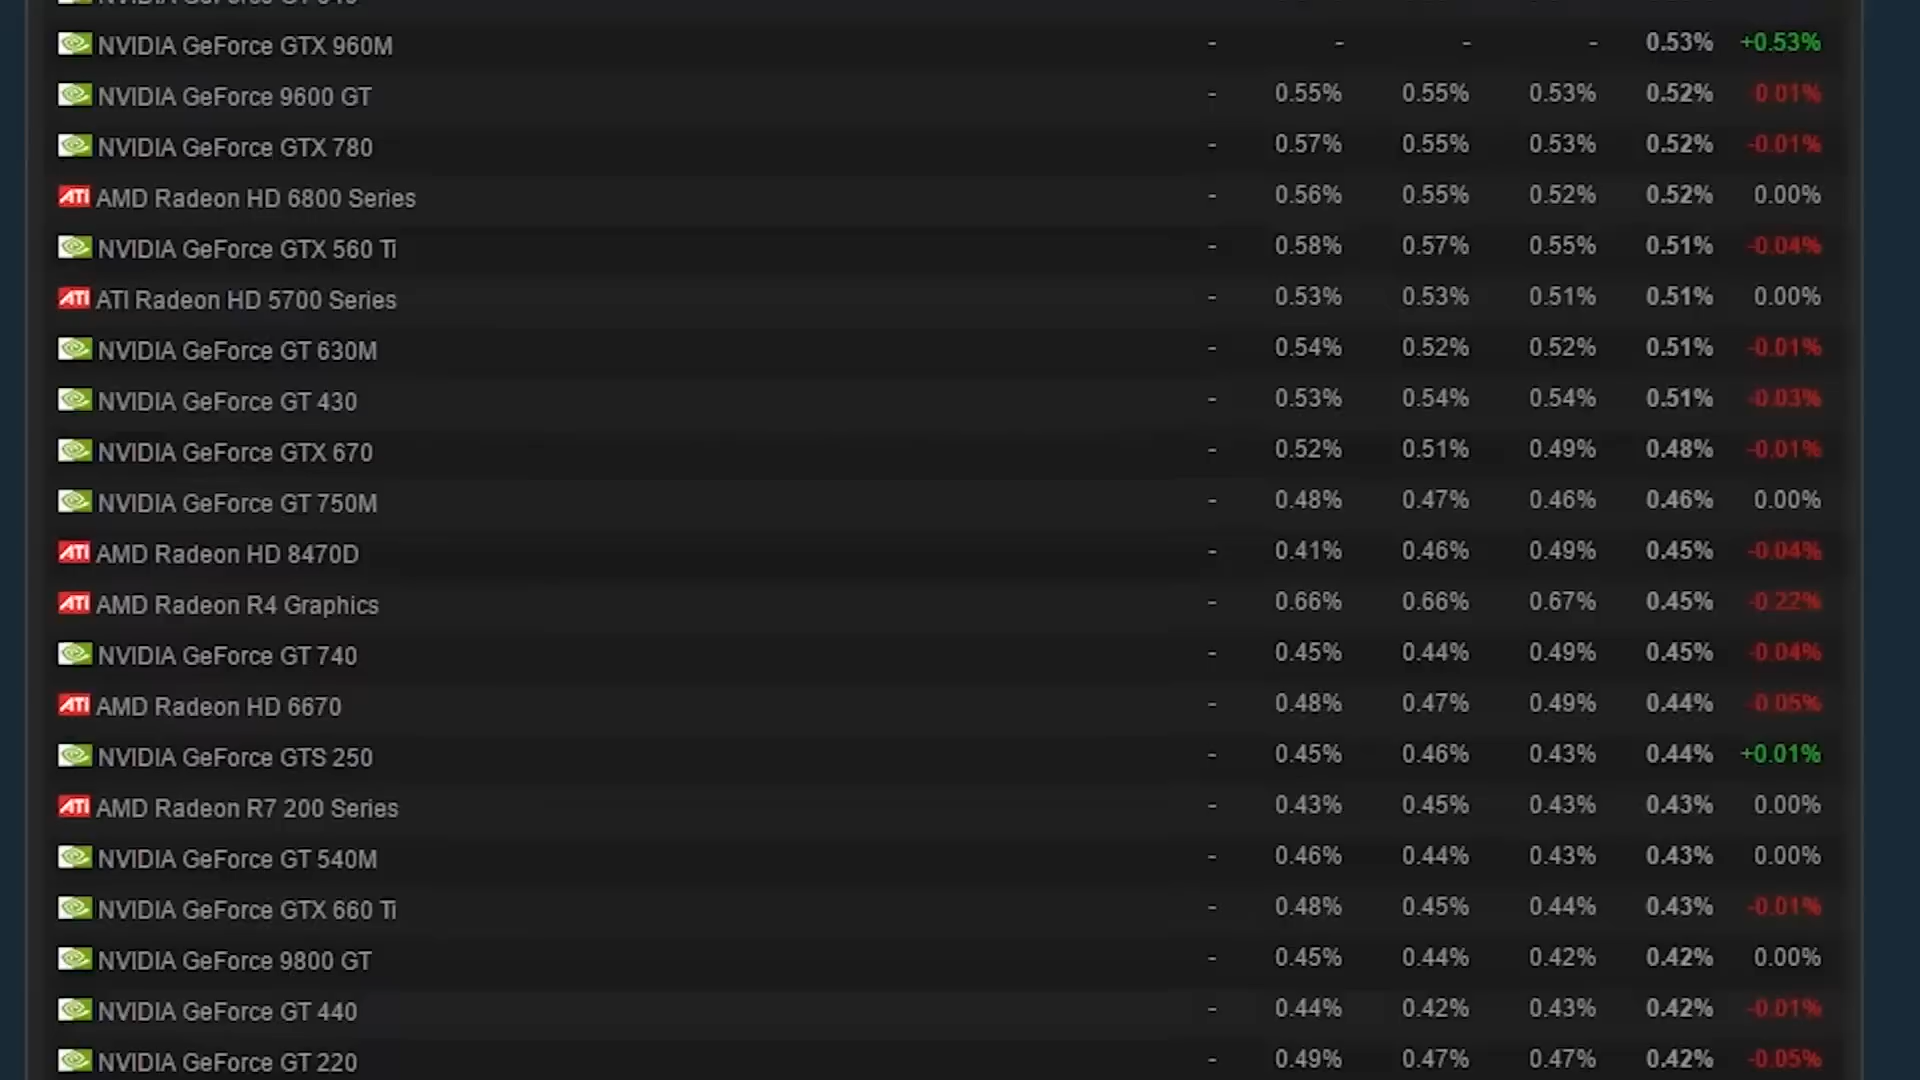 NVIDIA GeForce GTX 960M - - - - 0.53% +0.53%
NVIDIA GeForce 9600 GT - 0.55% 0.55% 0.53% 0.52% -0.01%
NVIDIA GeForce GTX 780 - 0.57% 0.55% 0.53% 0.52% -0.01%
ATI AMD Radeon HD 6800 Series - 0.56% 0.55% 0.52% 0.52% 0.00%
NVIDIA GeForce GTX 560 Ti - 0.58% 0.57% 0.55% 0.51% -0.04%
ATI ATI Radeon HD 5700 Series - 0.53% 0.53% 0.51% 0.51% 0.00%
NVIDIA GeForce GT 630M - 0.54% 0.52% 0.52% 0.51% -0.01%
NVIDIA GeForce GT 430 - 0.53% 0.54% 0.54% 0.51% -0.03%
NVIDIA GeForce GTX 670 - 0.52% 0.51% 0.49% 0.48% -0.01%
NVIDIA GeForce GT 750M - 0.48% 0.47% 0.46% 0.46% 0.00%
ATI AMD Radeon HD 8470D - 0.41% 0.46% 0.49% 0.45% -0.04%
ATI AMD Radeon R4 Graphics - 0.66% 0.66% 0.67% 0.45% -0.22%
NVIDIA GeForce GT 740 - 0.45% 0.44% 0.49% 0.45% -0.04%
ATI AMD Radeon HD 6670 - 0.48% 0.47% 0.49% 0.44% -0.05%
NVIDIA GeForce GTS 250 - 0.45% 0.46% 0.43% 0.44% +0.01%
ATI AMD Radeon R7 200 Series - 0.43% 0.45% 0.43% 0.43% 0.00%
NVIDIA GeForce GT 540M - 0.46% 0.44% 0.43% 0.43% 0.00%
NVIDIA GeForce GTX 660 Ti - 0.48% 0.45% 0.44% 0.43% -0.01%
NVIDIA GeForce 9800 GT - 0.45% 0.44% 0.42% 0.42% 0.00%
NVIDIA GeForce GT 440 - 0.44% 0.42% 0.43% 0.42% -0.01%
NVIDIA GeForce GT 220 - 0.49% 0.47% 0.47% 0.42% -0.05%